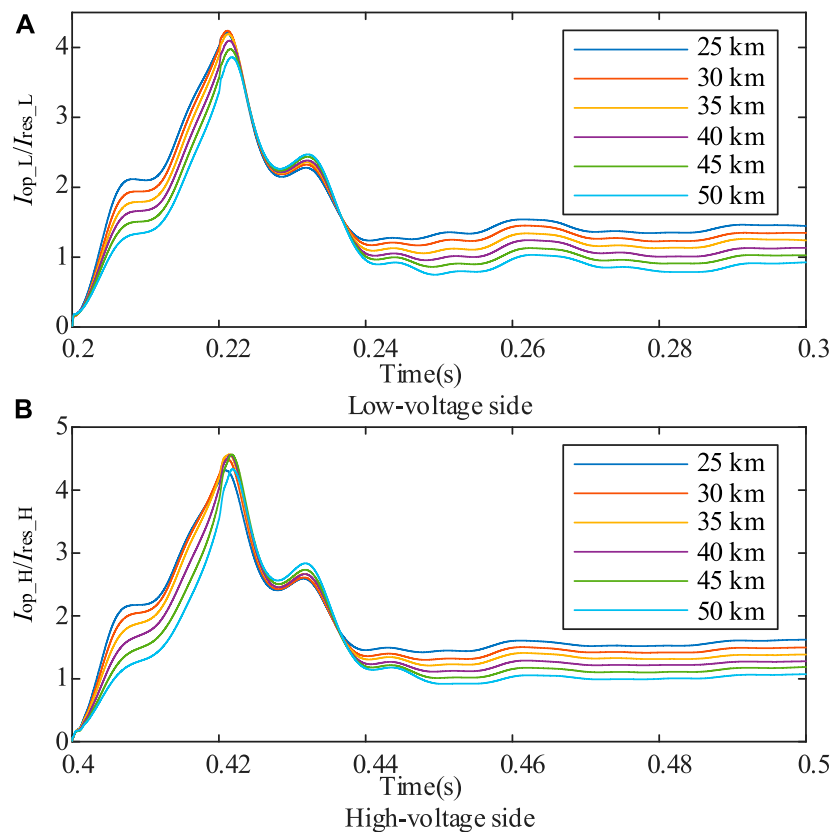 A
I_op_L/I_res_L
4
3
2
1
0
25 km
30 km
35 km
40 km
45 km
50 km
0.2 0.22 0.24 0.26 0.28 0.3
Time(s)
Low-voltage side
B
I_op_H/I_res_H
5
4
3
2
1
0
25 km
30 km
35 km
40 km
45 km
50 km
0.4 0.42 0.44 0.46 0.48 0.5
Time(s)
High-voltage side